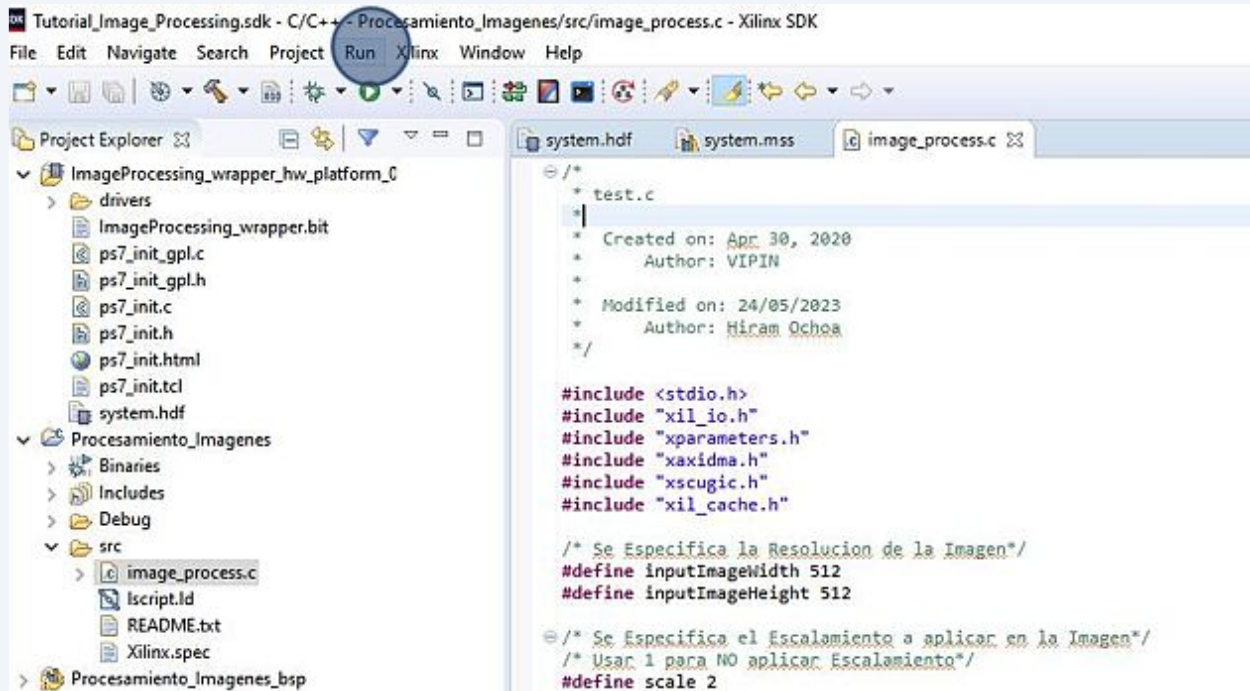 Tutorial_Image_Processing.sdk - C/C++ - Procesamiento_Imagenes/src/image_process.c - Xilinx SDK
File Edit Navigate Search Project Run Xilinx Window Help
Project Explorer
ImageProcessing_wrapper_hw_platform_0
drivers
ImageProcessing_wrapper.bit
ps7_init_gpl.c
ps7_init_gpl.h
ps7_init.c
ps7_init.h
ps7_init.html
ps7_init.tcl
system.hdf
Procesamiento_Imagenes
Binaries
Includes
Debug
src
image_process.c
lscript.ld
README.txt
Xilinx.spec
Procesamiento_Imagenes_bsp
system.hdf system.mss image_process.c
/*
* test.c
*
* Created on: Apr 30, 2020
* Author: VIPIN
*
* Modified on: 24/05/2023
* Author: Hiram Ochoa
*/
#include <stdio.h>
#include "xil_io.h"
#include "xparameters.h"
#include "xaxidma.h"
#include "xscugic.h"
#include "xil_cache.h"
/* Se Especifica la Resolucion de la Imagen*/
#define inputImageWidth 512
#define inputImageHeight 512
/* Se Especifica el Escalamiento a aplicar en la Imagen*/
/* Usar 1 para NO aplicar Escalamiento*/
#define scale 2